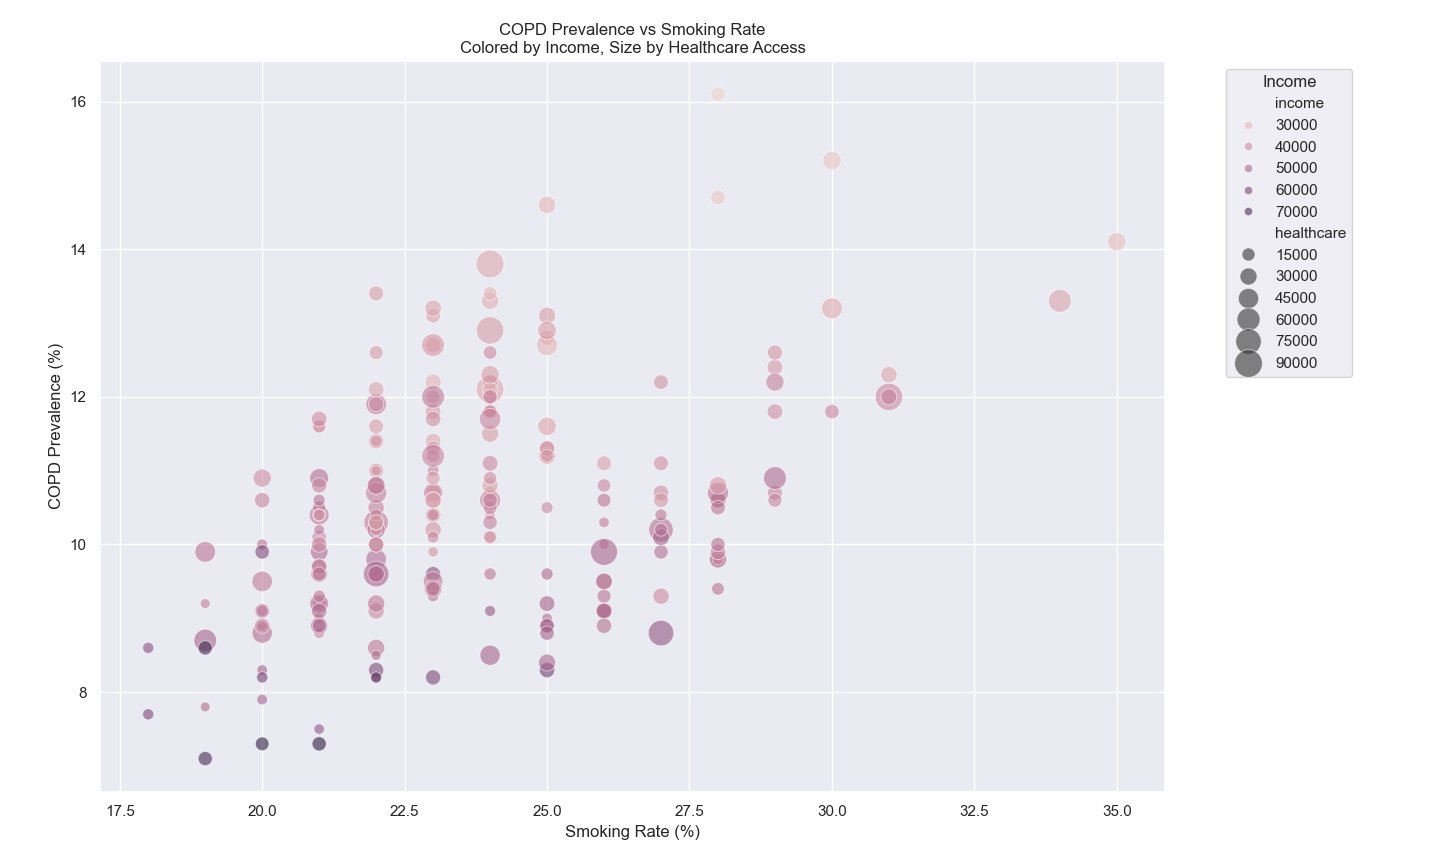 COPD Prevalence vs Smoking Rate
Colored by Income, Size by Healthcare Access
COPD Prevalence (%)
16
14
12
10
8
17.5 20.0 22.5 25.0 27.5 30.0 32.5 35.0
Smoking Rate (%)
Income
income
30000
40000
50000
60000
70000
healthcare
15000
30000
45000
60000
75000
90000